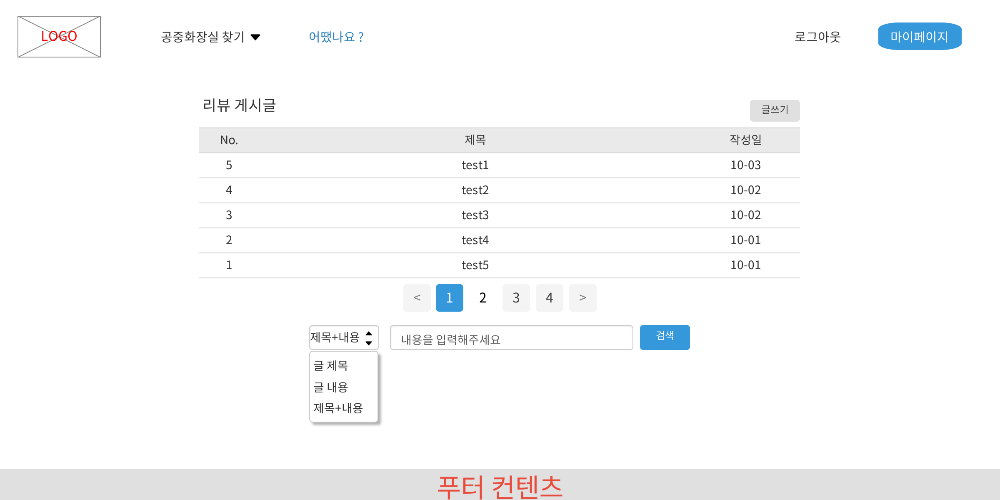 LOGO 공중화장실 찾기 어땠나요 ? 로그아웃 마이페이지
리뷰 게시글 글쓰기
No. 제목 작성일
5 test1 10-03
4 test2 10-02
3 test3 10-02
2 test4 10-01
1 test5 10-01
< 1 2 3 4 >
제목+내용 내용을 입력해주세요 검색
글 제목
글 내용
제목+내용
푸터 컨텐츠